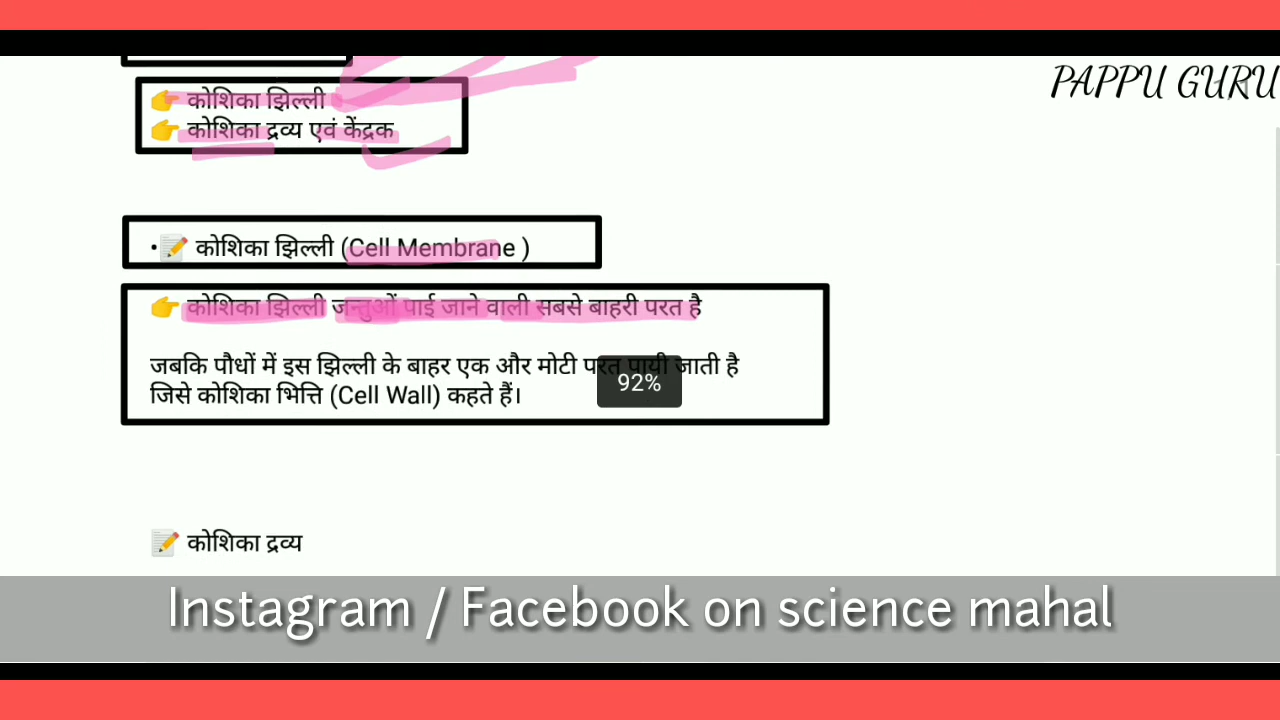 PAPPU GURU
👉 कोशिका झिल्ली
👉 कोशिका द्रव्य एवं केंद्रक
•📝 कोशिका झिल्ली (Cell Membrane )
👉 कोशिका झिल्ली जन्तुओं पाई जाने वाली सबसे बाहरी परत है
जबकि पौधों में इस झिल्ली के बाहर एक और मोटी परत पायी जाती है
जिसे कोशिका भित्ति (Cell Wall) कहते हैं।
92%
📝 कोशिका द्रव्य
Instagram / Facebook on science mahal